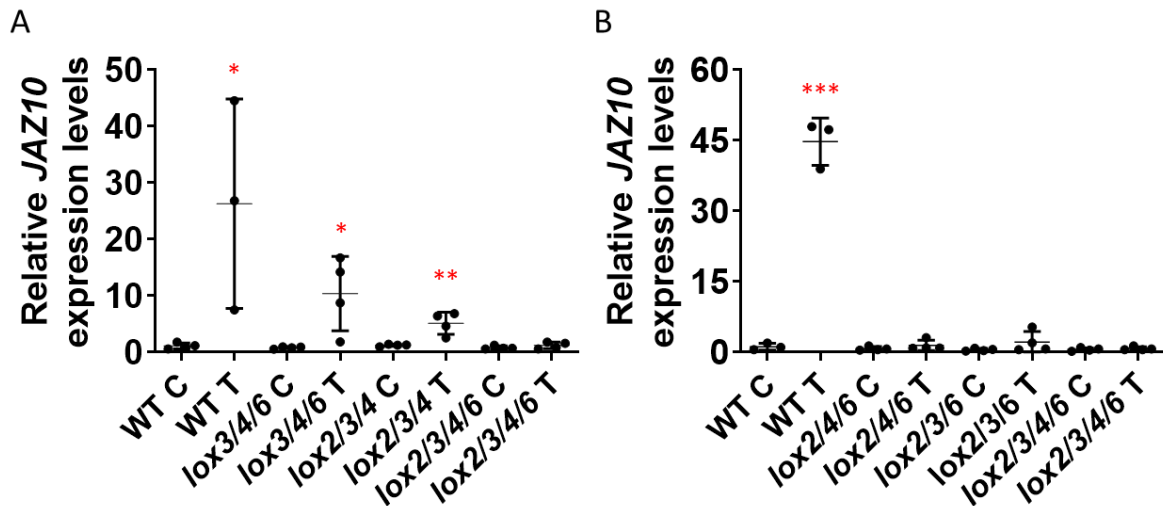 A
B
Relative JAZ10
expression levels
50
40
30
20
10
0
*
*
**
WT C
WT T
lox3/4/6 C
lox3/4/6 T
lox2/3/4 C
lox2/3/4 T
lox2/3/4/6 C
lox2/3/4/6 T
Relative JAZ10
expression levels
60
45
30
15
0
***
WT C
WT T
lox2/4/6 C
lox2/4/6 T
lox2/3/6 C
lox2/3/6 T
lox2/3/4/6 C
lox2/3/4/6 T